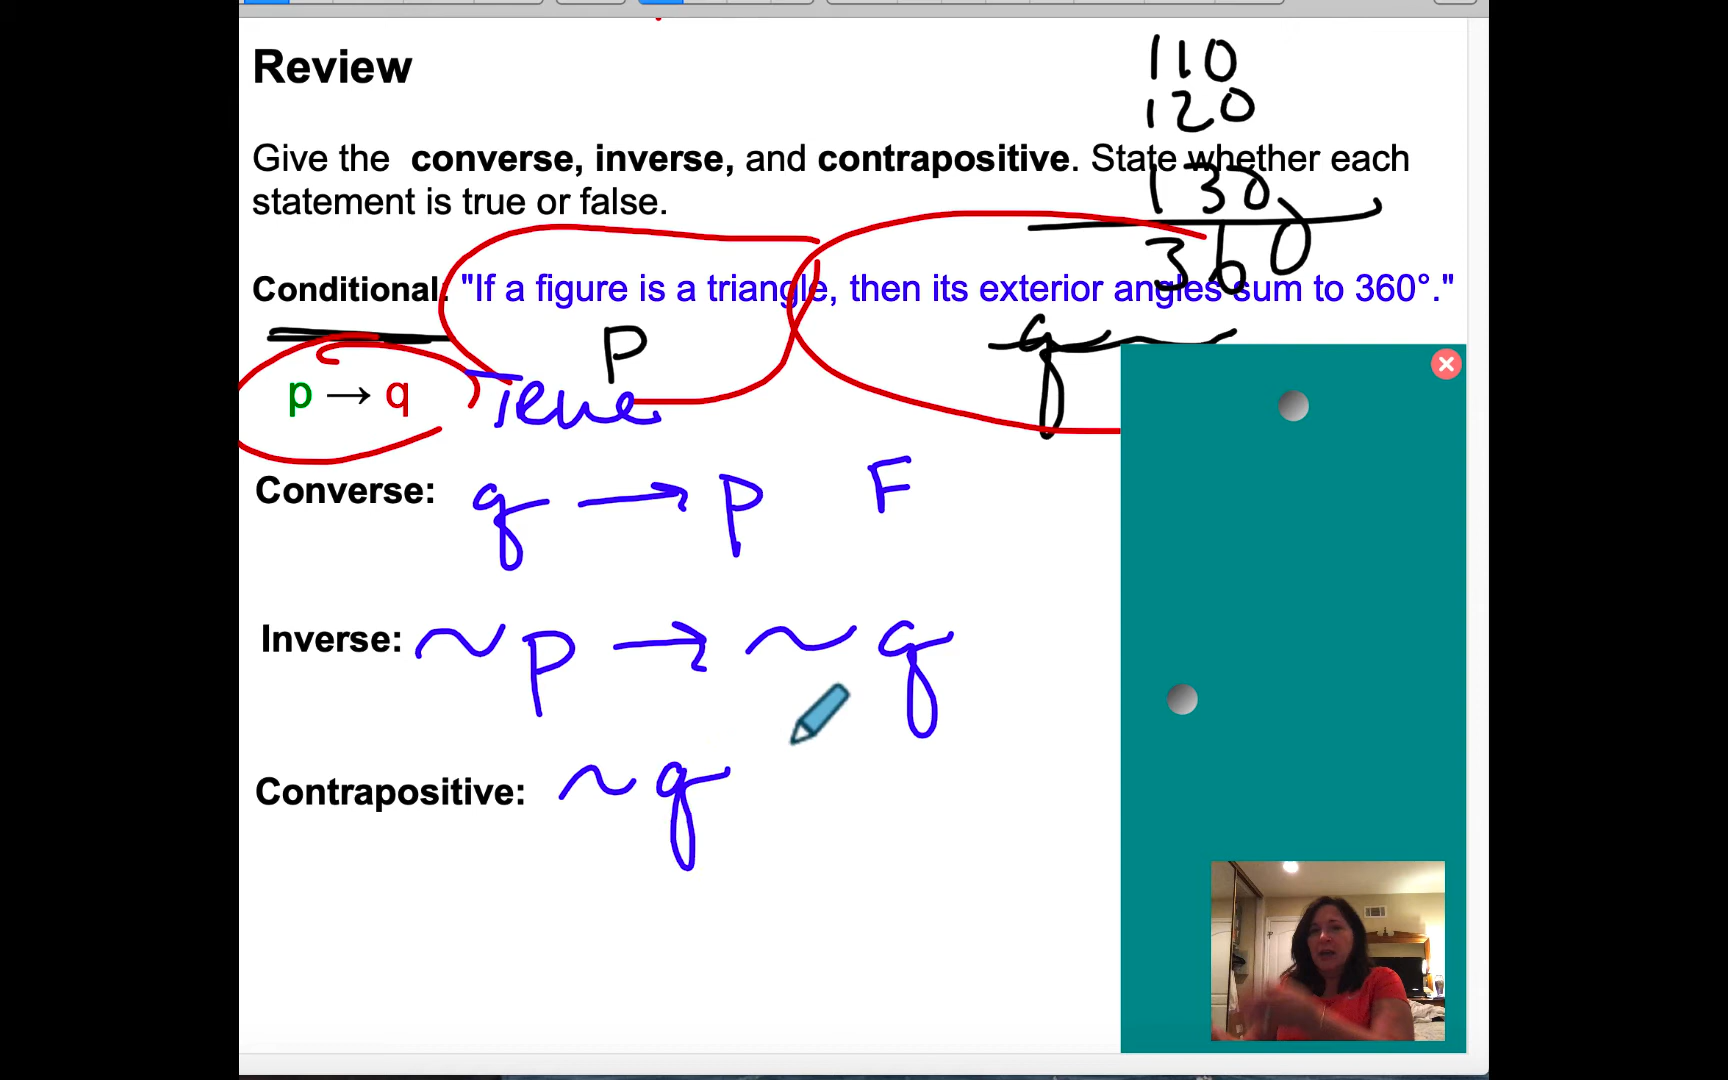 Review
110
120
Give the converse, inverse, and contrapositive. State whether each
130
statement is true or false.
360
Conditional: "If a figure is a triangle, then its exterior angles sum to 360°."
p q
p → q True
Converse: q → p F
Inverse: ~p → ~q
Contrapositive: ~q